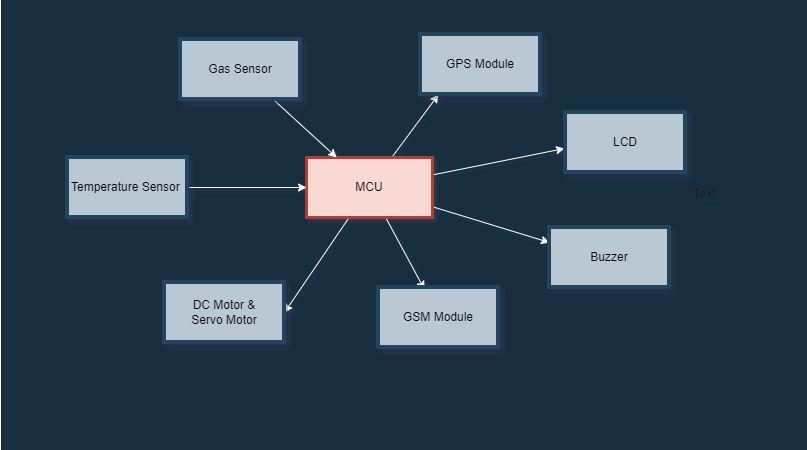 GPS Module
Gas Sensor
LCD
Temperature Sensor
MCU
Text
Buzzer
DC Motor &
Servo Motor
GSM Module